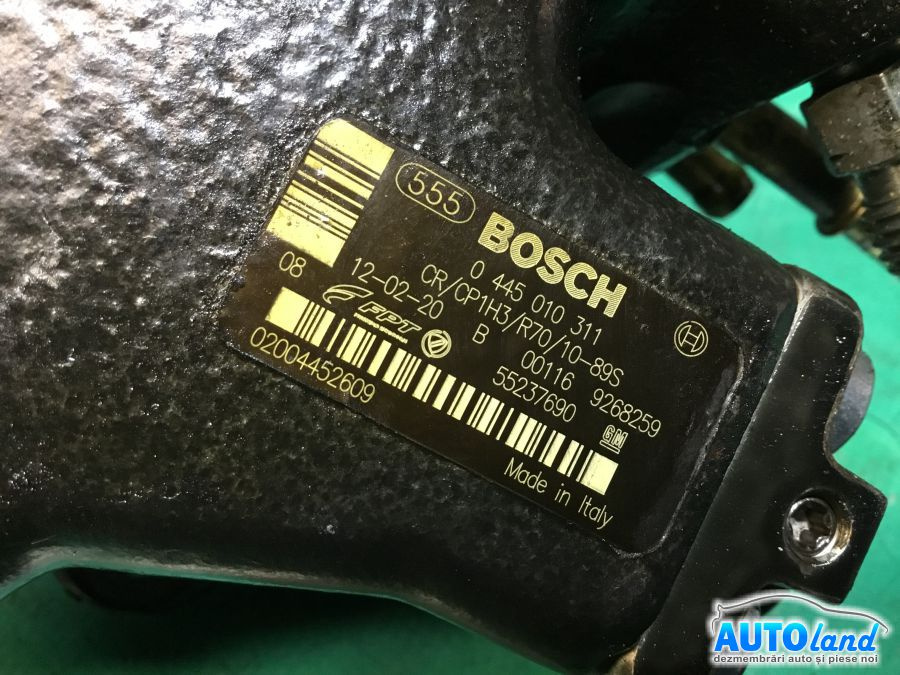 555
BOSCH
0 445 010 311
CR/CP1H3/R70/10-89S
08 12-02-20 B 00116 9268259
FPT 55237690 GM
02004452609
Made in Italy
AUTOland
dezmembrări auto și piese noi